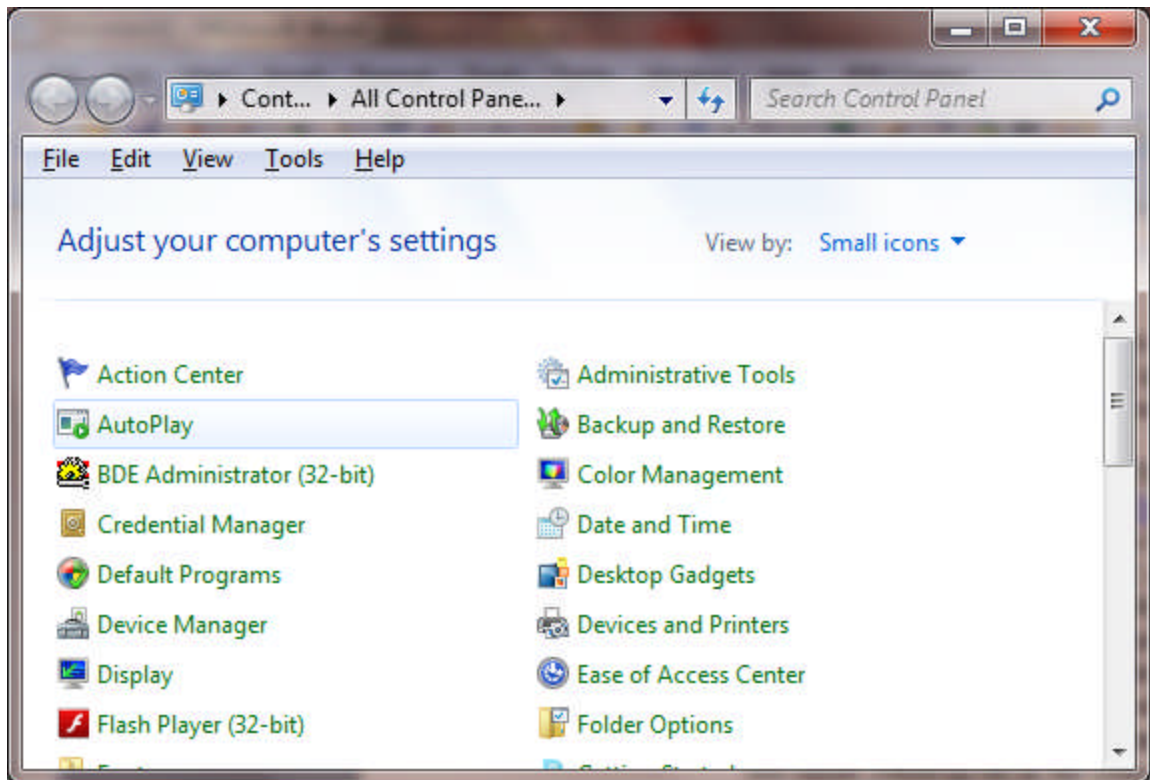 Cont... All Control Pane... Search Control Panel
File Edit View Tools Help
Adjust your computer's settings View by: Small icons
Action Center Administrative Tools
AutoPlay Backup and Restore
BDE Administrator (32-bit) Color Management
Credential Manager Date and Time
Default Programs Desktop Gadgets
Device Manager Devices and Printers
Display Ease of Access Center
Flash Player (32-bit) Folder Options